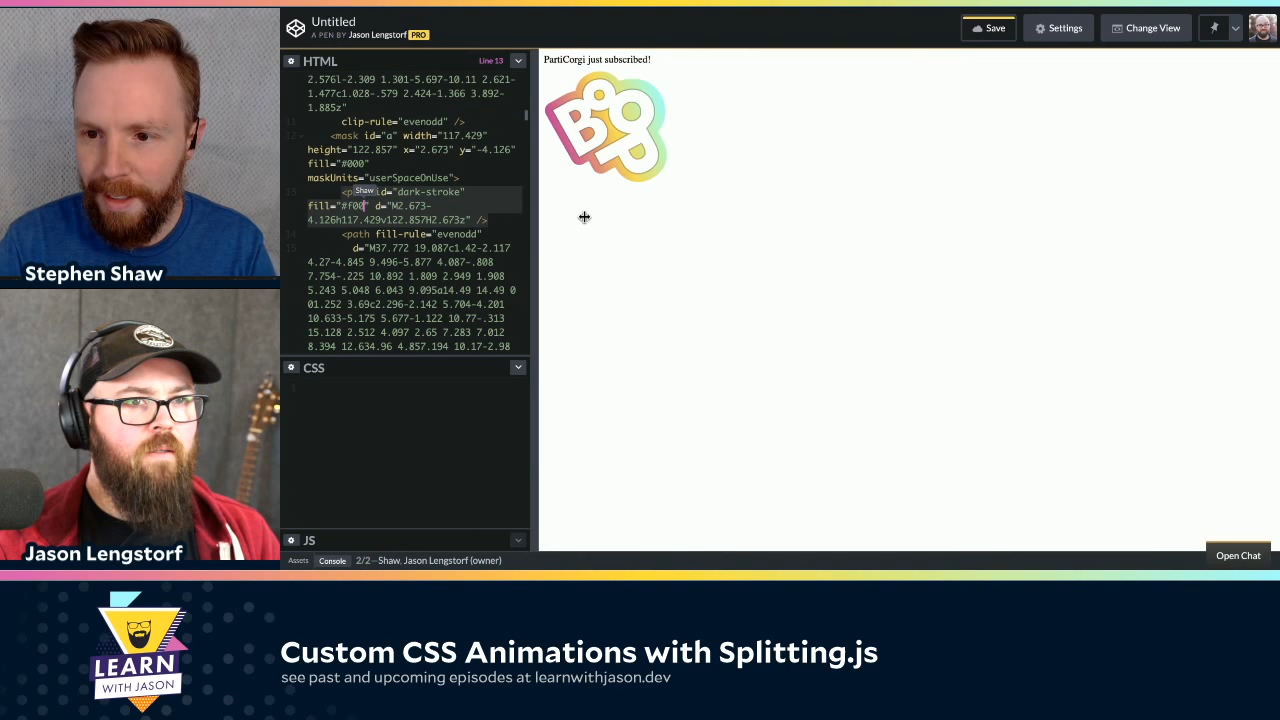 Untitled
A PEN BY Jason Lengstorf PRO
Save
Settings
Change View
HTML
Line 13
2.576l-2.309 1.301-5.697-10.11 2.621-
1.477c1.028-.579 2.424-1.366 3.892-
1.885z"
11 clip-rule="evenodd" />
12 <mask id="a" width="117.429"
height="122.857" x="2.673" y="-4.126"
fill="#000"
maskUnits="userSpaceOnUse">
13 id="dark-stroke"
Shaw
fill="#f00" d="M2.673-
4.126h117.429v122.857H2.673z" />
14 <path fill-rule="evenodd"
15 d="M37.772 19.087c1.42-2.117
4.27-4.845 9.496-5.877 4.087-.808
7.754-.225 10.892 1.809 2.949 1.908
5.243 5.048 6.043 9.095a14.49 14.49 0
01.252 3.69c2.296-2.142 5.704-4.201
10.633-5.175 5.677-1.122 10.77-.313
15.128 2.512 4.097 2.65 7.283 7.012
8.394 12.634.96 4.857.194 10.17-2.98
CSS
1
JS
Assets
Console
2/2—Shaw, Jason Lengstorf (owner)
PartiCorgi just subscribed!
Open Chat
Stephen Shaw
Jason Lengstorf
LEARN
WITH JASON
Custom CSS Animations with Splitting.js
see past and upcoming episodes at learnwithjason.dev